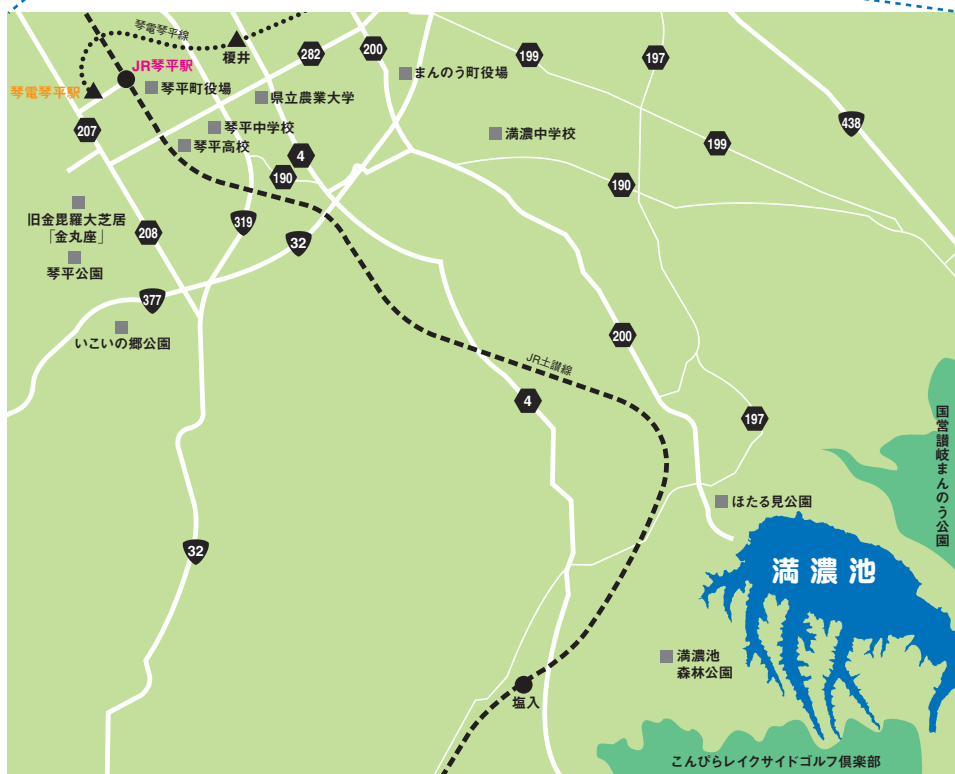 琴電琴平線
榎井
JR琴平駅
琴電琴平駅
琴平町役場
282
200
まんのう町役場
199
197
438
県立農業大学
207
琴平中学校
琴平高校
4
190
満濃中学校
199
190
旧金毘羅大芝居
「金丸座」
208
319
32
琴平公園
377
いこいの郷公園
200
JR土讃線
4
197
国営讃岐まんのう公園
ほたる見公園
32
満濃池
満濃池
森林公園
塩入
こんぴらレイクサイドゴルフ倶楽部